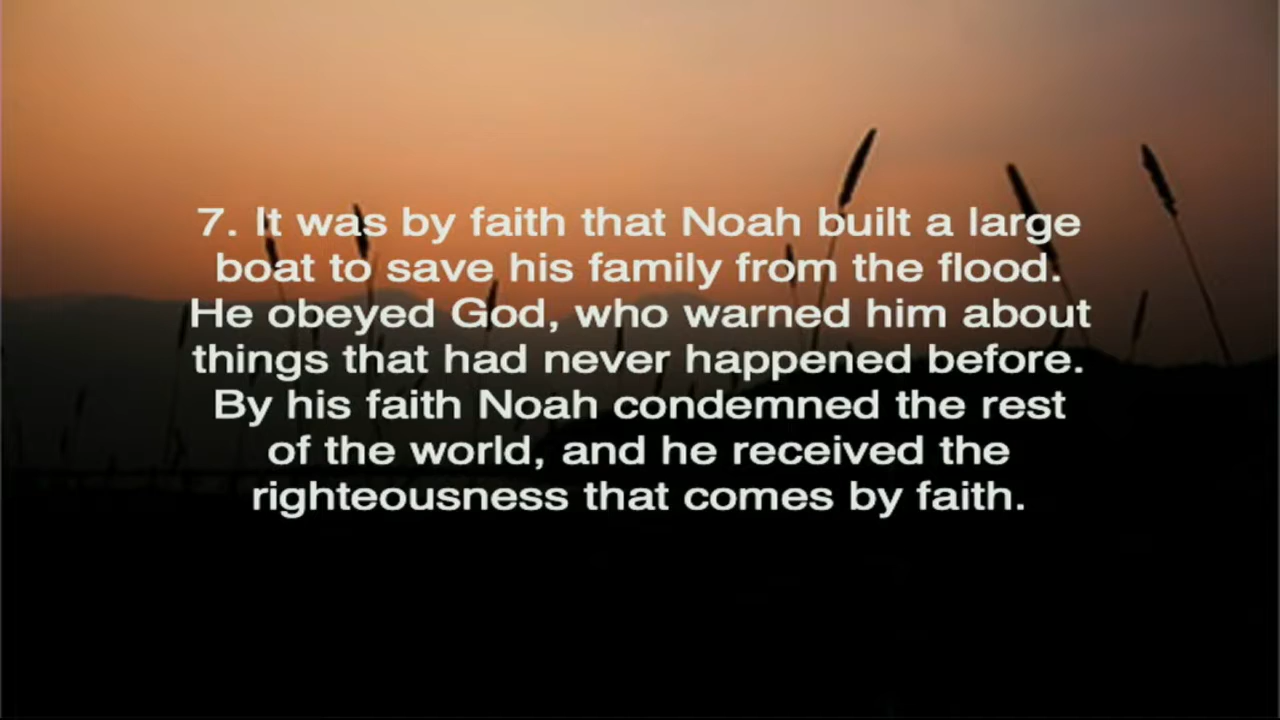 7. It was by faith that Noah built a large
boat to save his family from the flood.
He obeyed God, who warned him about
things that had never happened before.
By his faith Noah condemned the rest
of the world, and he received the
righteousness that comes by faith.